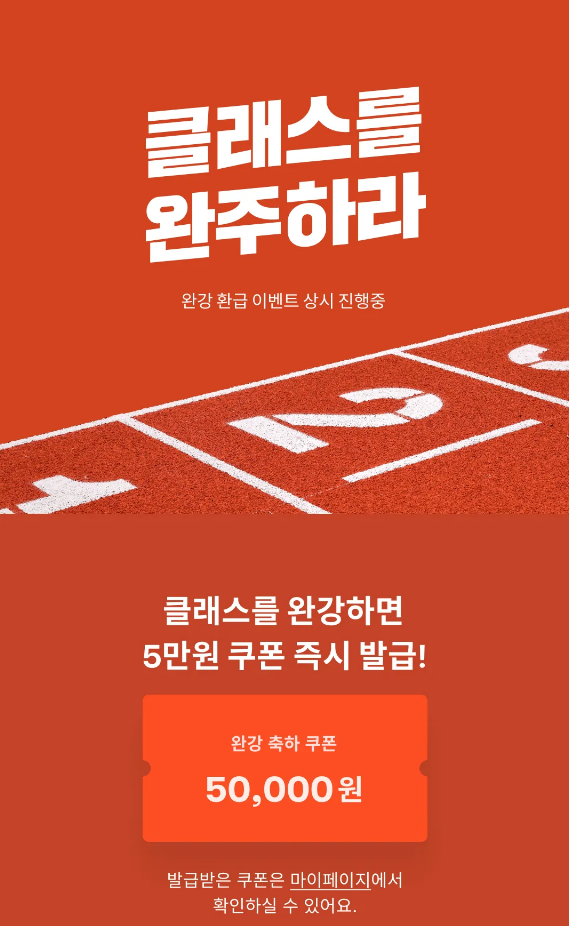 클래스를
완주하라
완강 환급 이벤트 상시 진행중
2
클래스를 완강하면
5만원 쿠폰 즉시 발급!
완강 축하 쿠폰
50,000원
발급받은 쿠폰은 마이페이지에서
확인하실 수 있어요.